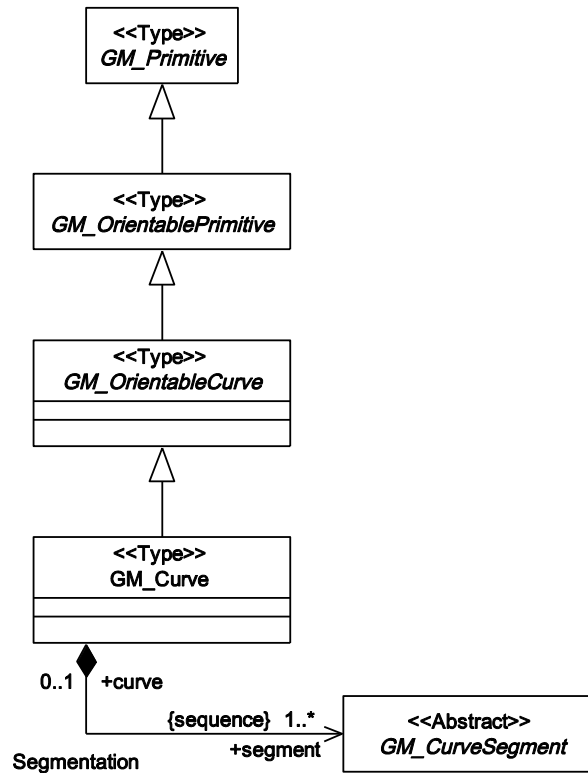 <<Type>>
GM_Primitive
<<Type>>
GM_OrientablePrimitive
<<Type>>
GM_OrientableCurve
<<Type>>
GM_Curve
0..1 +curve
{sequence} 1..*
+segment
<<Abstract>>
GM_CurveSegment
Segmentation